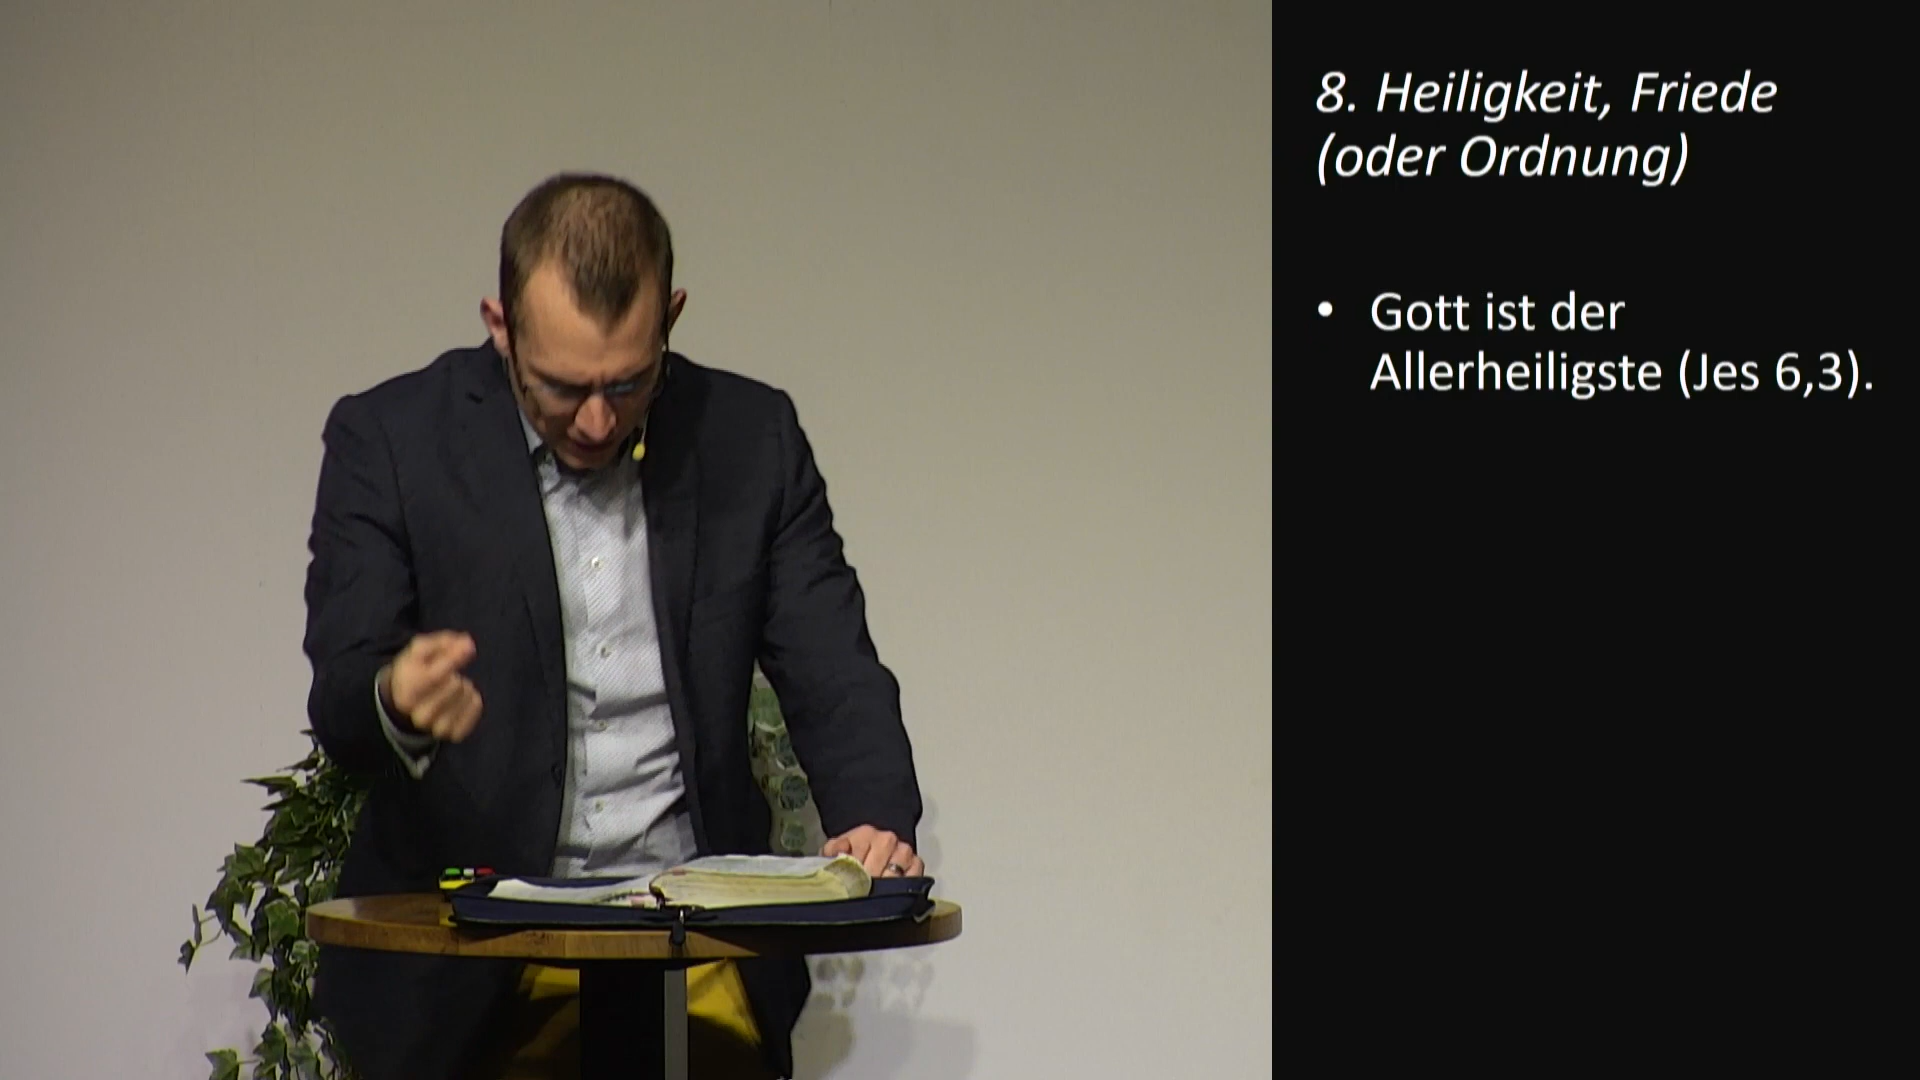 8. Heiligkeit, Friede
(oder Ordnung)
• Gott ist der
Allerheiligste (Jes 6,3).